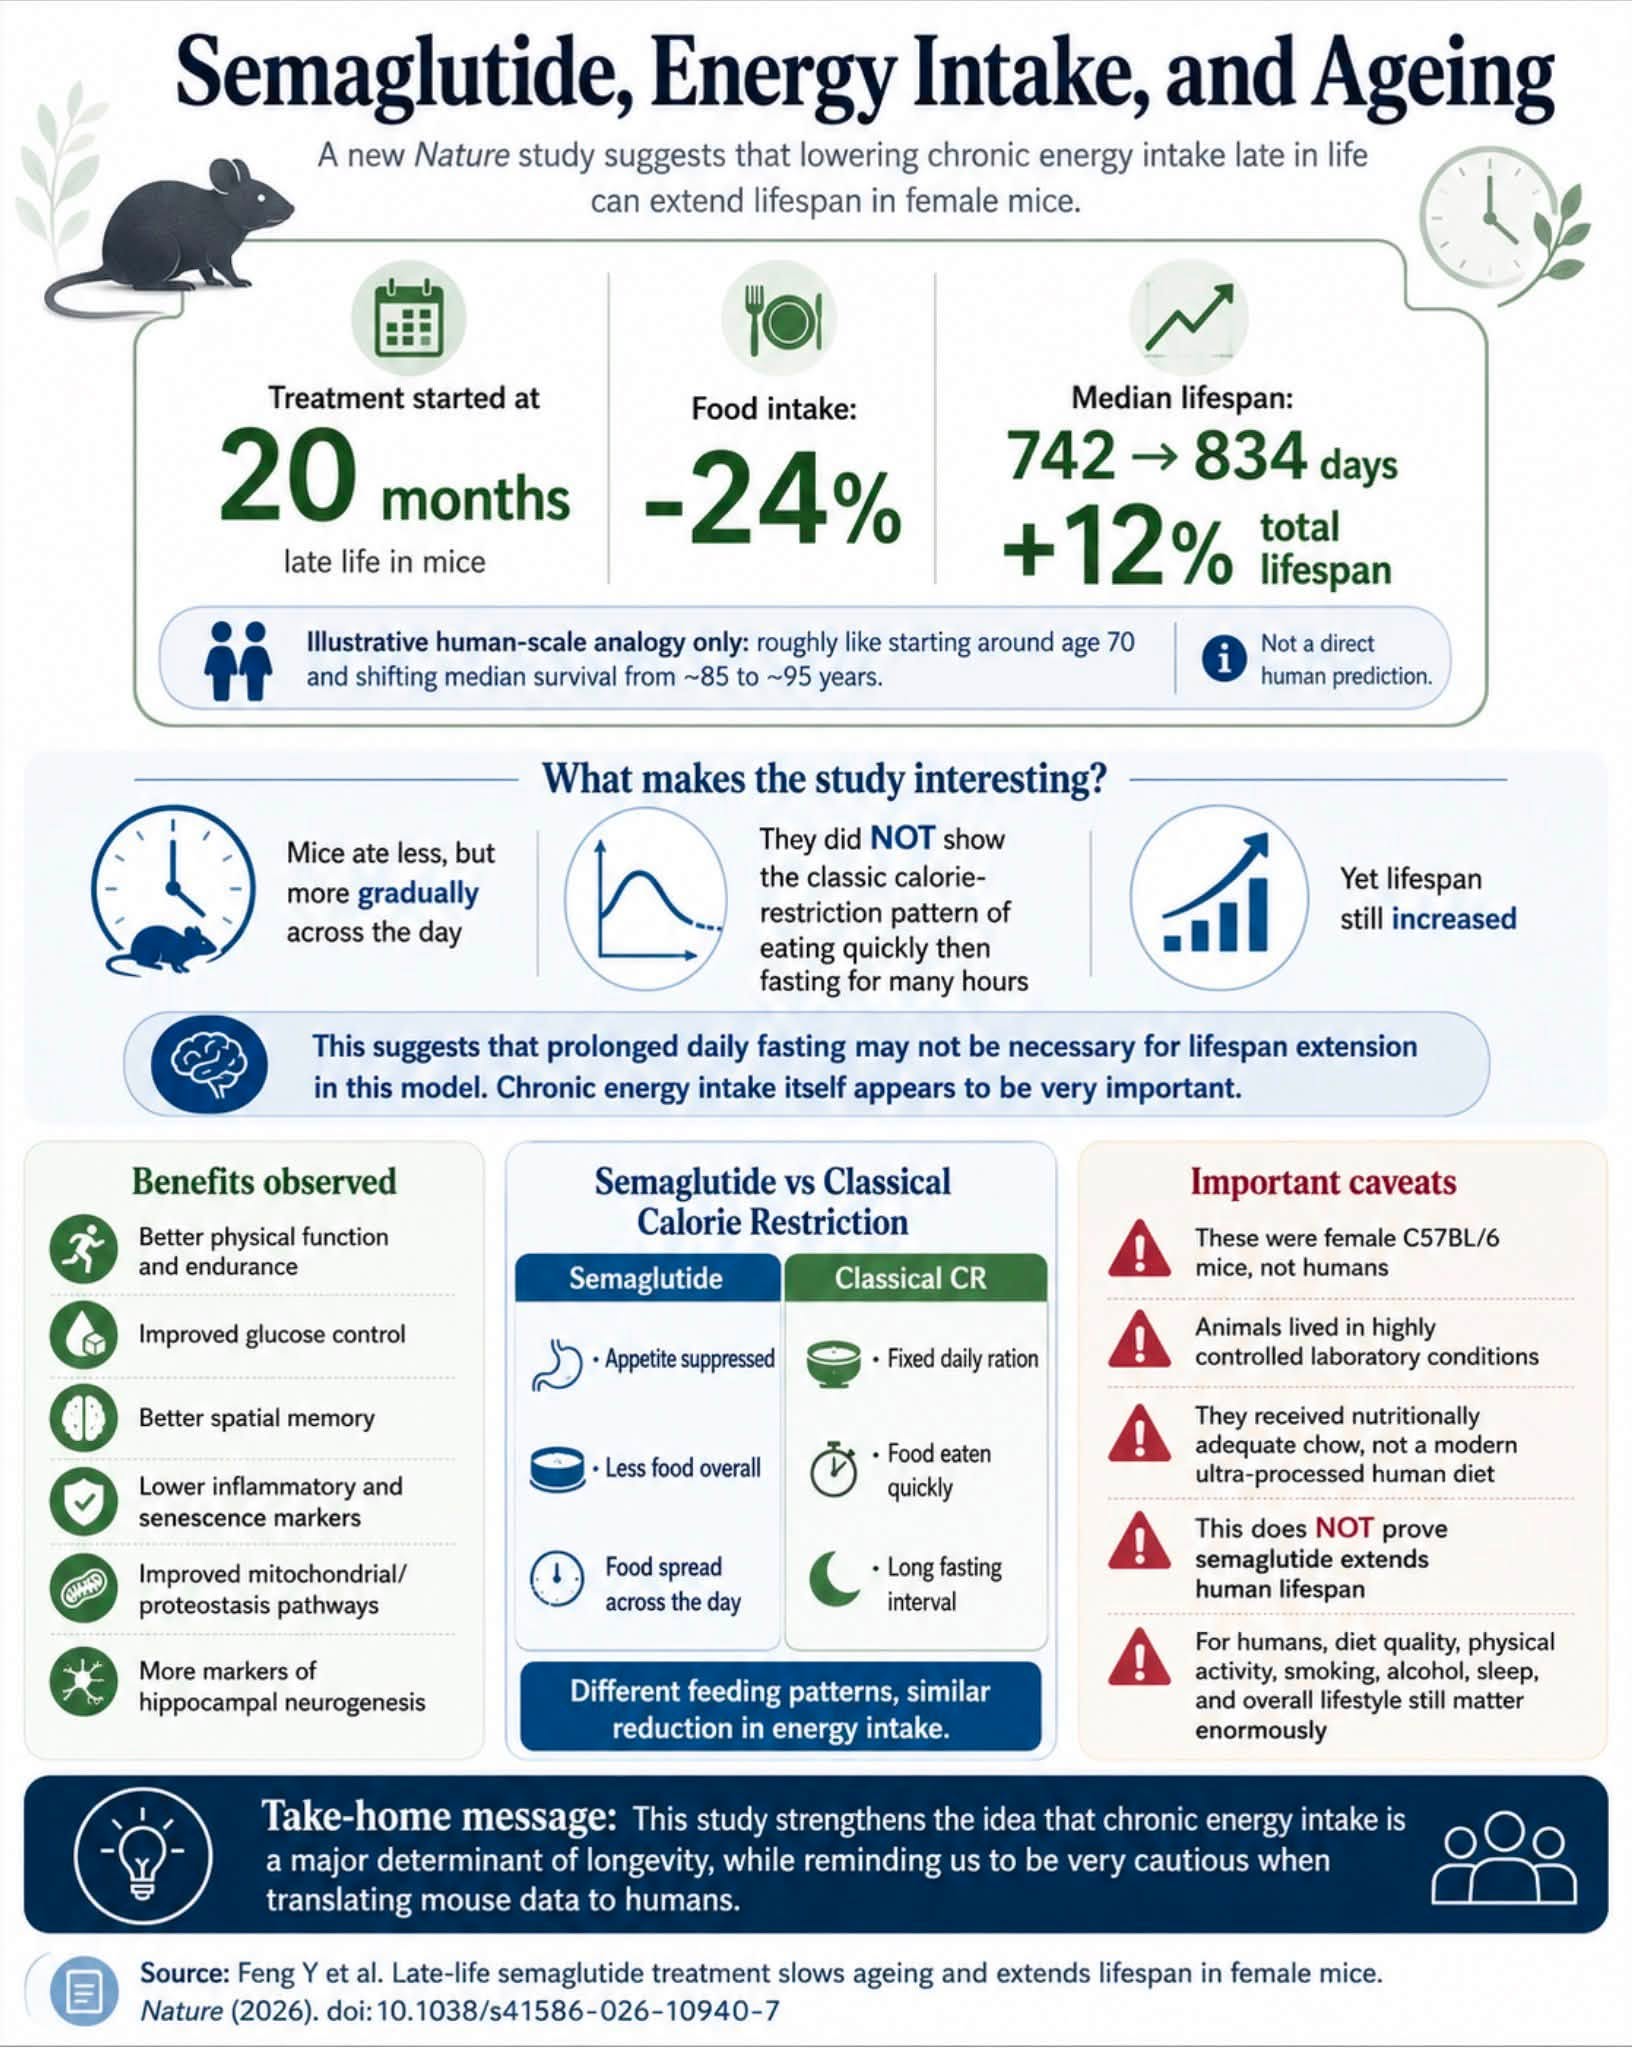 Semaglutide, Energy Intake, and Ageing
A new Nature study suggests that lowering chronic energy intake late in life
can extend lifespan in female mice.
Treatment started at
20 months
late life in mice
Food intake:
-24%
Median lifespan:
742 → 834 days
+12% total
lifespan
Illustrative human-scale analogy only: roughly like starting around age 70
and shifting median survival from ~85 to ~95 years.
i
Not a direct
human prediction.
What makes the study interesting?
Mice ate less, but
more gradually
across the day
They did NOT show
the classic calorie-
restriction pattern of
eating quickly then
fasting for many hours
Yet lifespan
still increased
This suggests that prolonged daily fasting may not be necessary for lifespan extension
in this model. Chronic energy intake itself appears to be very important.
Benefits observed
Better physical function
and endurance
Improved glucose control
Better spatial memory
Lower inflammatory and
senescence markers
Improved mitochondrial/
proteostasis pathways
More markers of
hippocampal neurogenesis
Semaglutide vs Classical
Calorie Restriction
Semaglutide
• Appetite suppressed
• Less food overall
Food spread
across the day
Classical CR
• Fixed daily ration
• Food eaten
quickly
• Long fasting
interval
Different feeding patterns, similar
reduction in energy intake.
Important caveats
These were female C57BL/6
mice, not humans
Animals lived in highly
controlled laboratory conditions
They received nutritionally
adequate chow, not a modern
ultra-processed human diet
This does NOT prove
semaglutide extends
human lifespan
For humans, diet quality, physical
activity, smoking, alcohol, sleep,
and overall lifestyle still matter
enormously
Take-home message: This study strengthens the idea that chronic energy intake is
a major determinant of longevity, while reminding us to be very cautious when
translating mouse data to humans.
Source: Feng Y et al. Late-life semaglutide treatment slows ageing and extends lifespan in female mice.
Nature (2026). doi:10.1038/s41586-026-10940-7